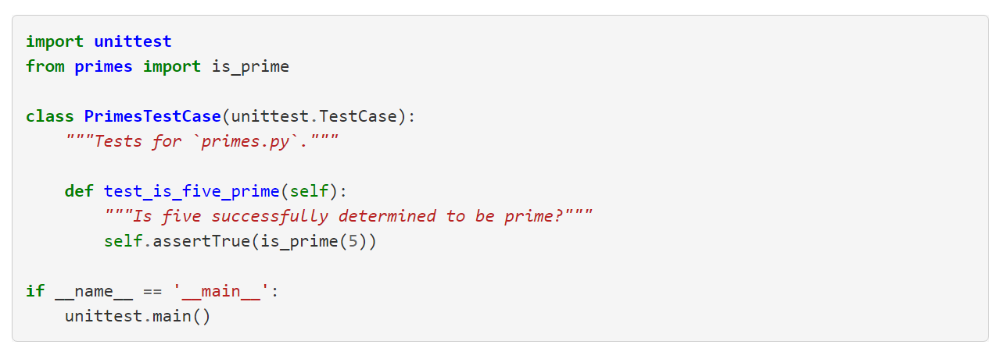 import unittest
from primes import is_prime

class PrimesTestCase(unittest.TestCase):
    """Tests for `primes.py`."""

    def test_is_five_prime(self):
        """Is five successfully determined to be prime?"""
        self.assertTrue(is_prime(5))

if __name__ == '__main__':
    unittest.main()